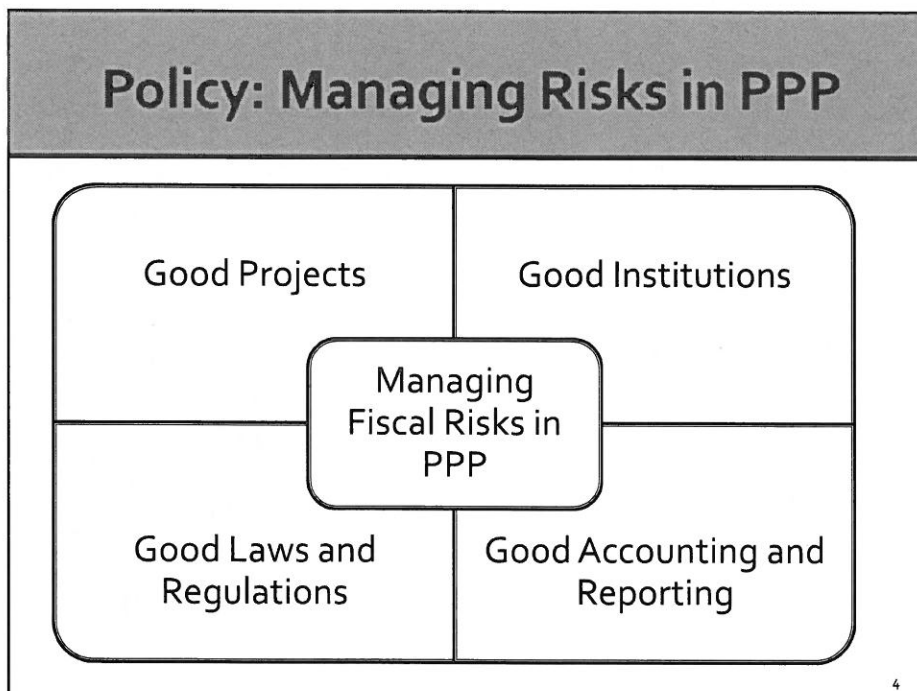 Policy: Managing Risks in PPP
Good Projects
Good Institutions
Managing
Fiscal Risks in
PPP
Good Laws and
Regulations
Good Accounting and
Reporting
4